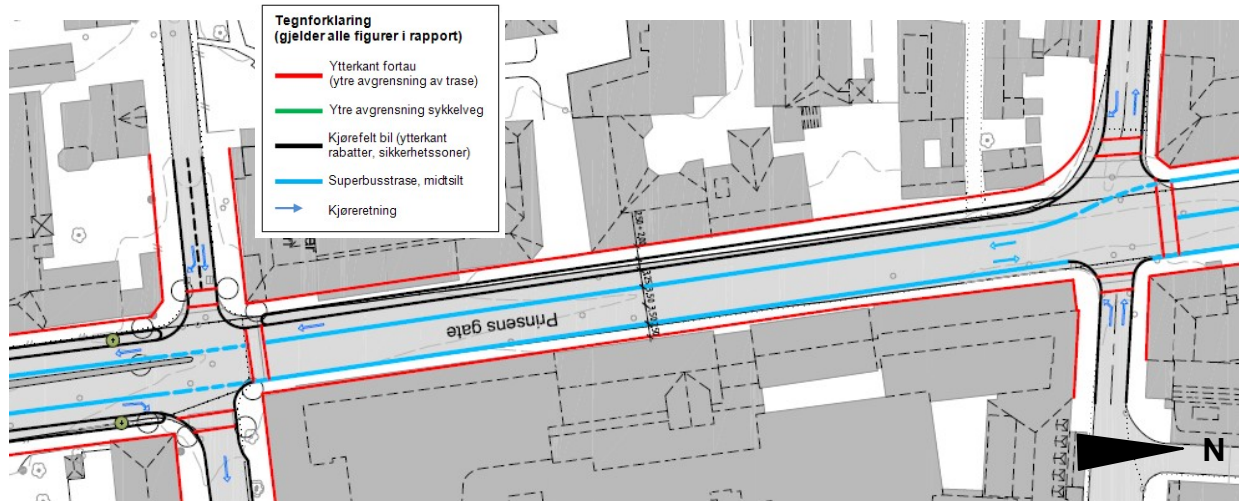 Tegnforklaring
(gjelder alle figurer i rapport)
Ytterkant fortau
(ytre avgrensning av trase)
Ytre avgrensning sykkelveg
Kjørefelt bil (ytterkant
rabatter, sikkerhetssoner)
Superbusstrase, midtsilt
Kjøreretning
Prinsens gate
N